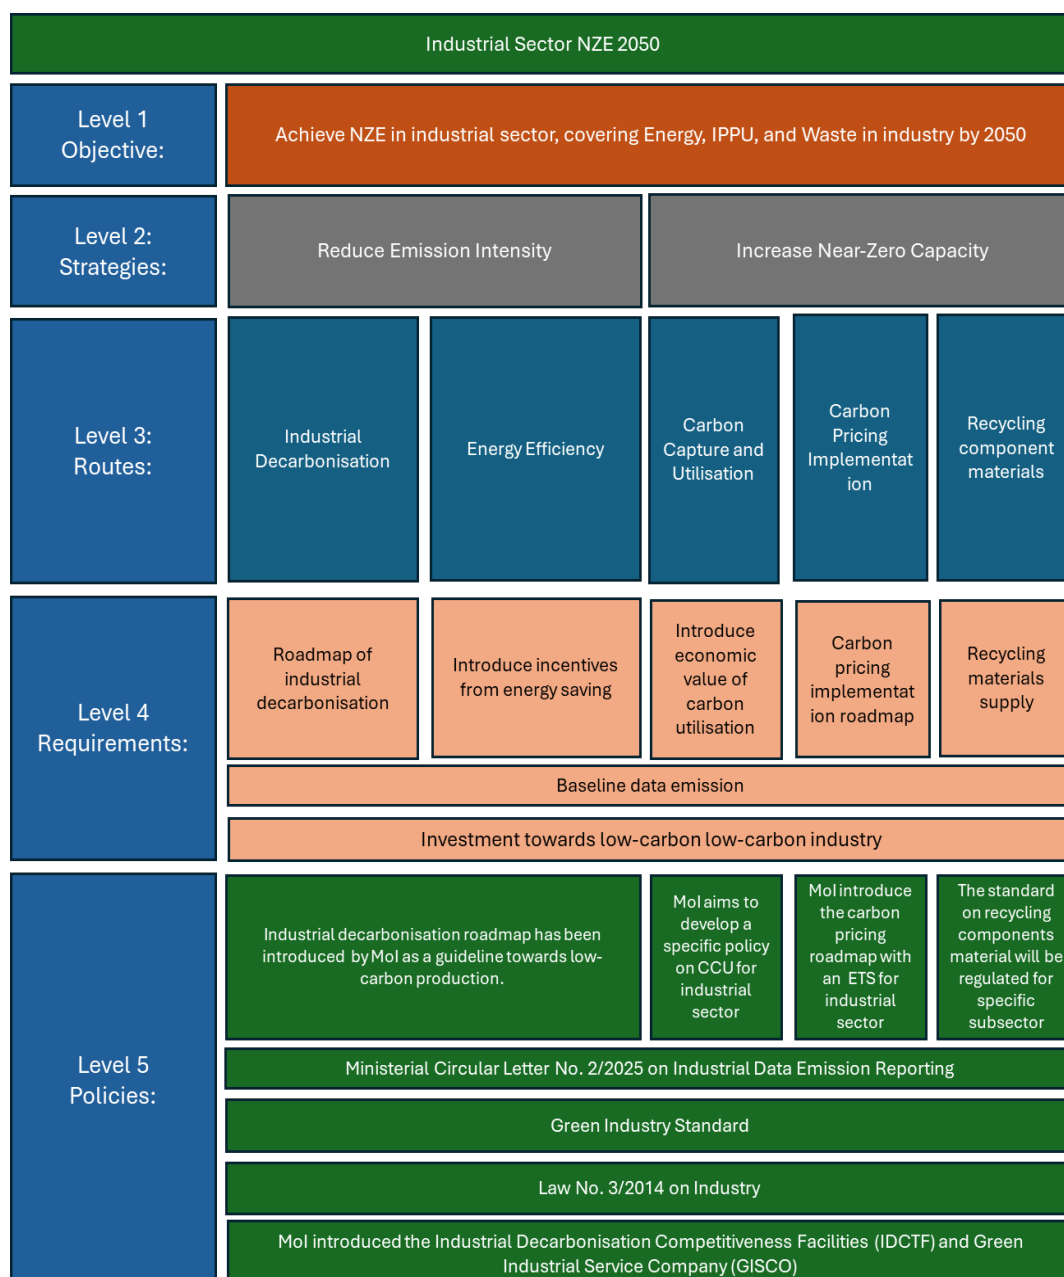 Industrial Sector NZE 2050
Level 1
Objective:
Achieve NZE in industrial sector, covering Energy, IPPU, and Waste in industry by 2050
Level 2:
Strategies:
Reduce Emission Intensity
Increase Near-Zero Capacity
Level 3:
Routes:
Industrial
Decarbonisation
Energy Efficiency
Carbon
Capture and
Utilisation
Carbon
Pricing
Implementat
ion
Recycling
component
materials
Level 4
Requirements:
Roadmap of
industrial
decarbonisation
Introduce incentives
from energy saving
Introduce
economic
value of
carbon
utilisation
Carbon
pricing
implementat
ion roadmap
Recycling
materials
supply
Baseline data emission
Investment towards low-carbon low-carbon industry
Level 5
Policies:
Industrial decarbonisation roadmap has been
introduced by MoI as a guideline towards low-
carbon production.
MoI aims to
develop a
specific policy
on CCU for
industrial
sector
MoI introduce
the carbon
pricing
roadmap with
an ETS for
industrial
sector
The standard
on recycling
components
material will be
regulated for
specific
subsector
Ministerial Circular Letter No. 2/2025 on Industrial Data Emission Reporting
Green Industry Standard
Law No. 3/2014 on Industry
MoI introduced the Industrial Decarbonisation Competitiveness Facilities (IDCTF) and Green
Industrial Service Company (GISCO)